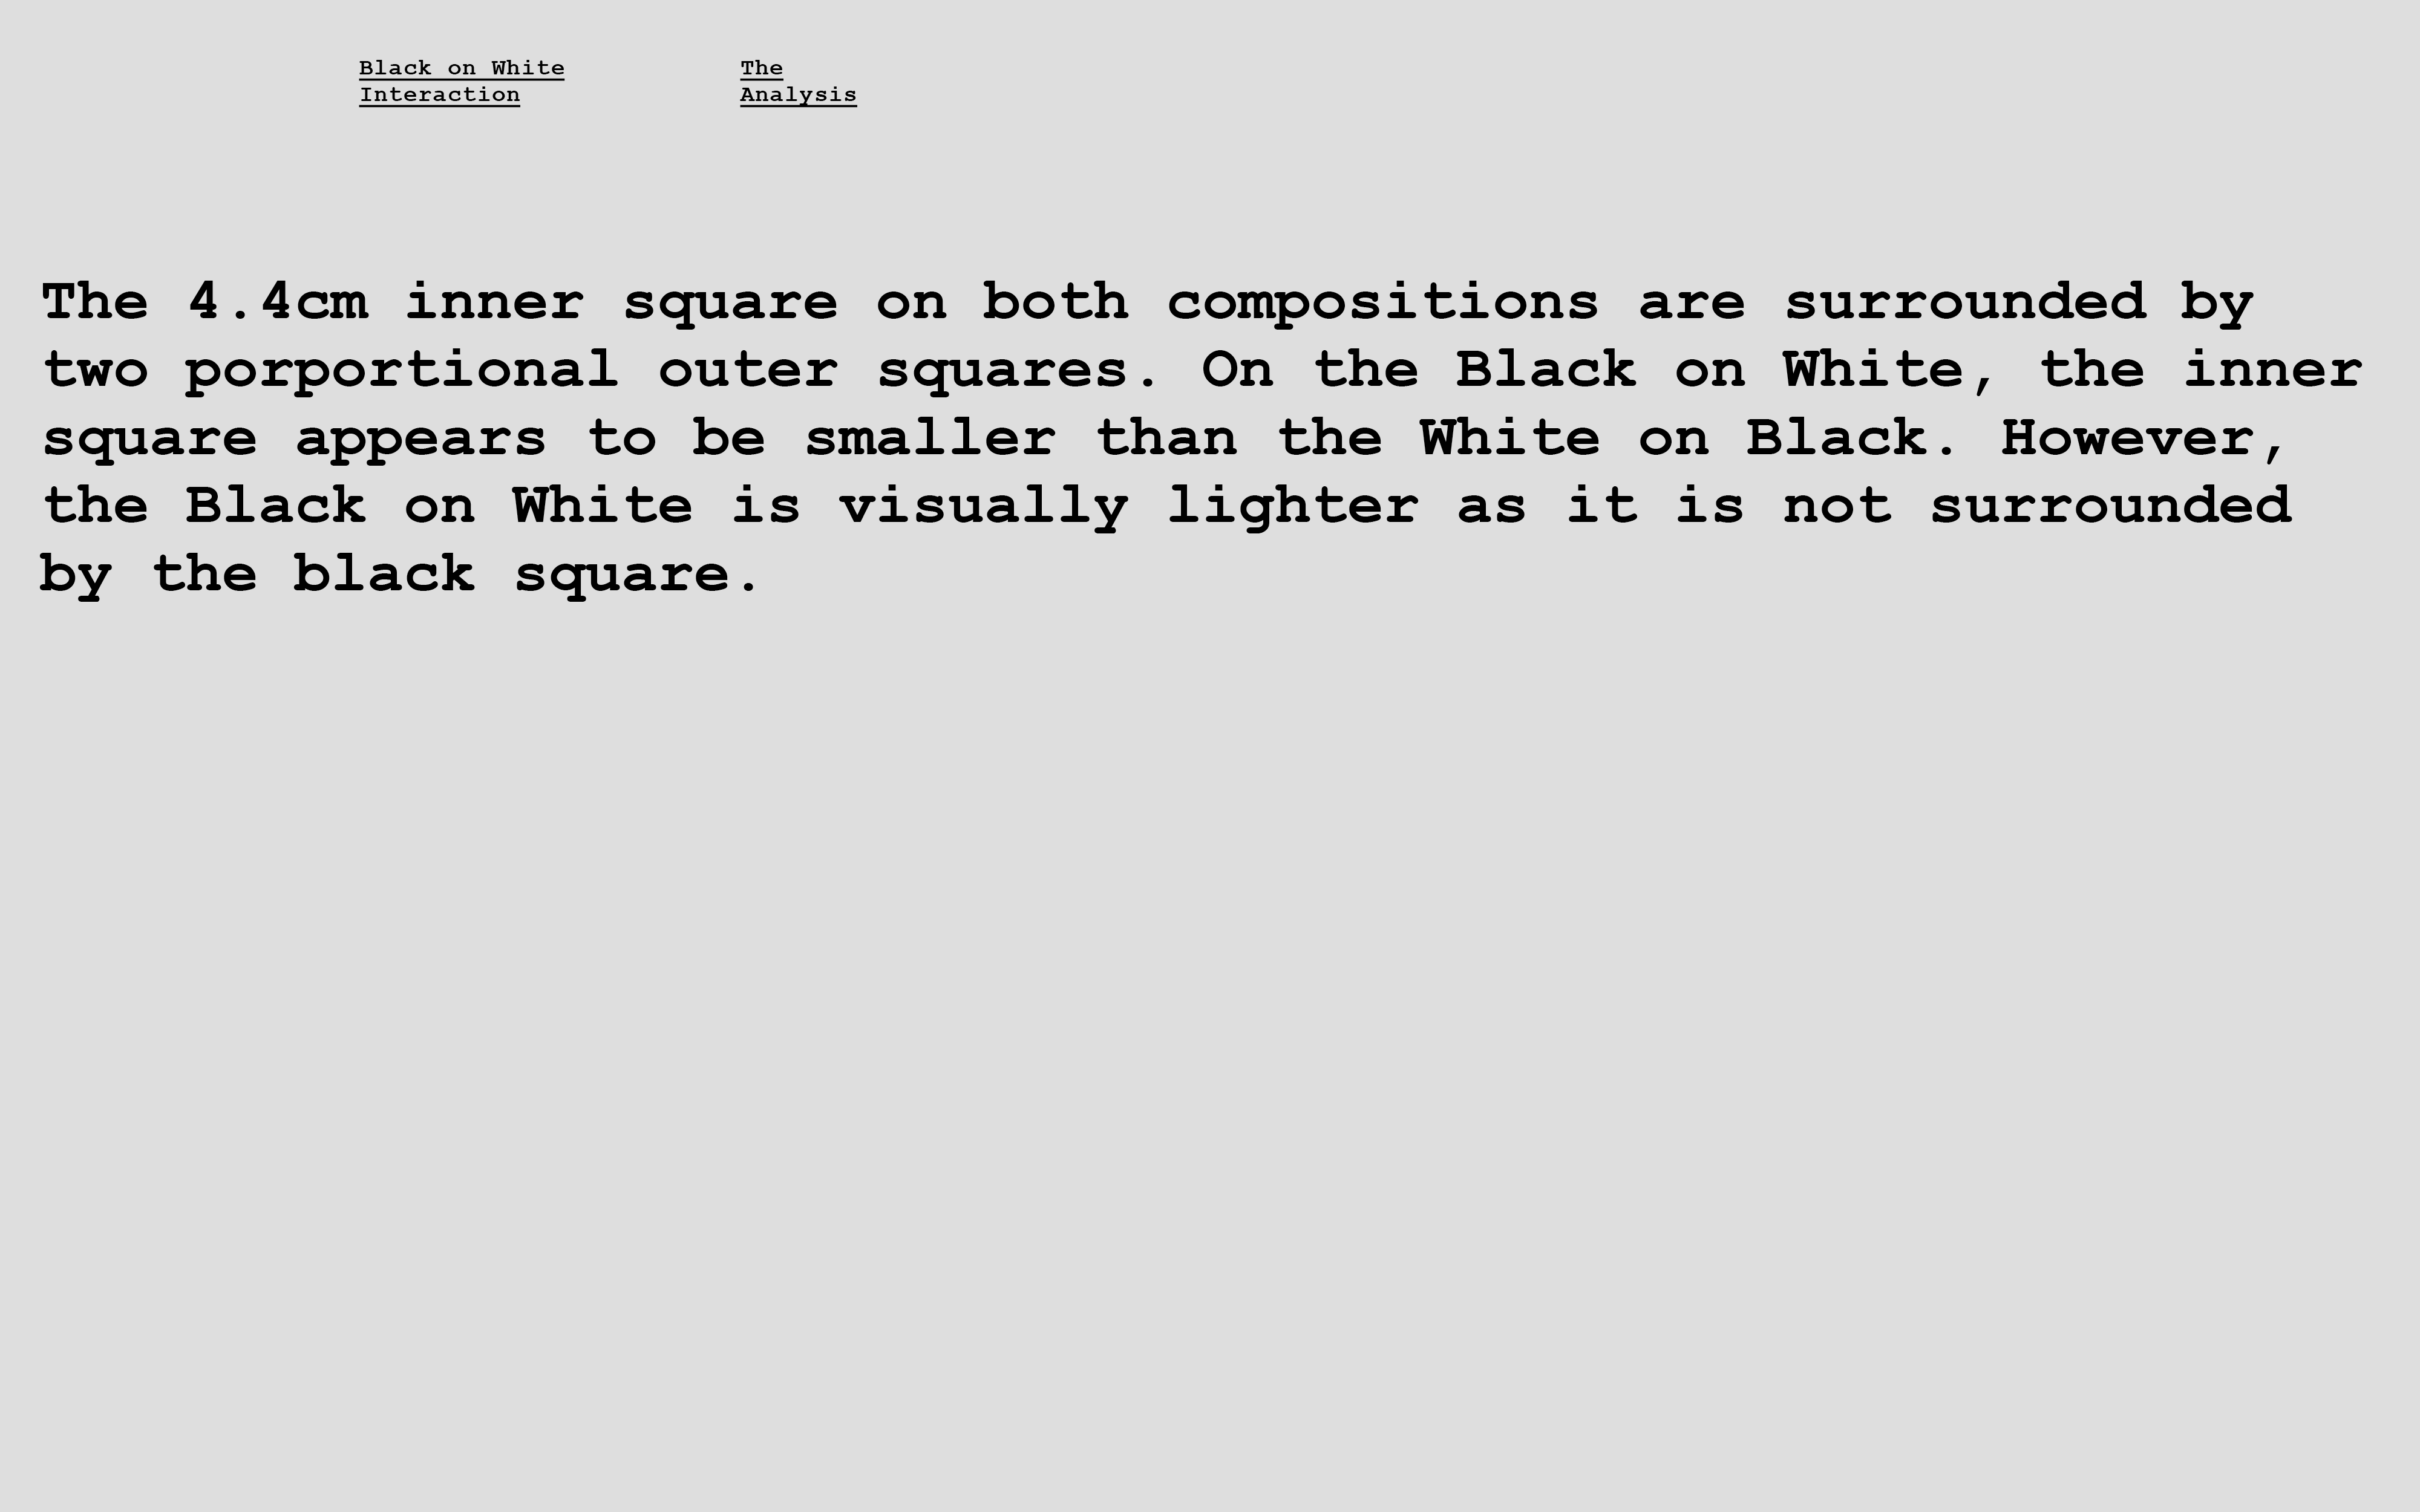 Black on White
Interaction
The
Analysis
The 4.4cm inner square on both compositions are surrounded by
two porportional outer squares. On the Black on White, the inner
square appears to be smaller than the White on Black. However,
the Black on White is visually lighter as it is not surrounded
by the black square.